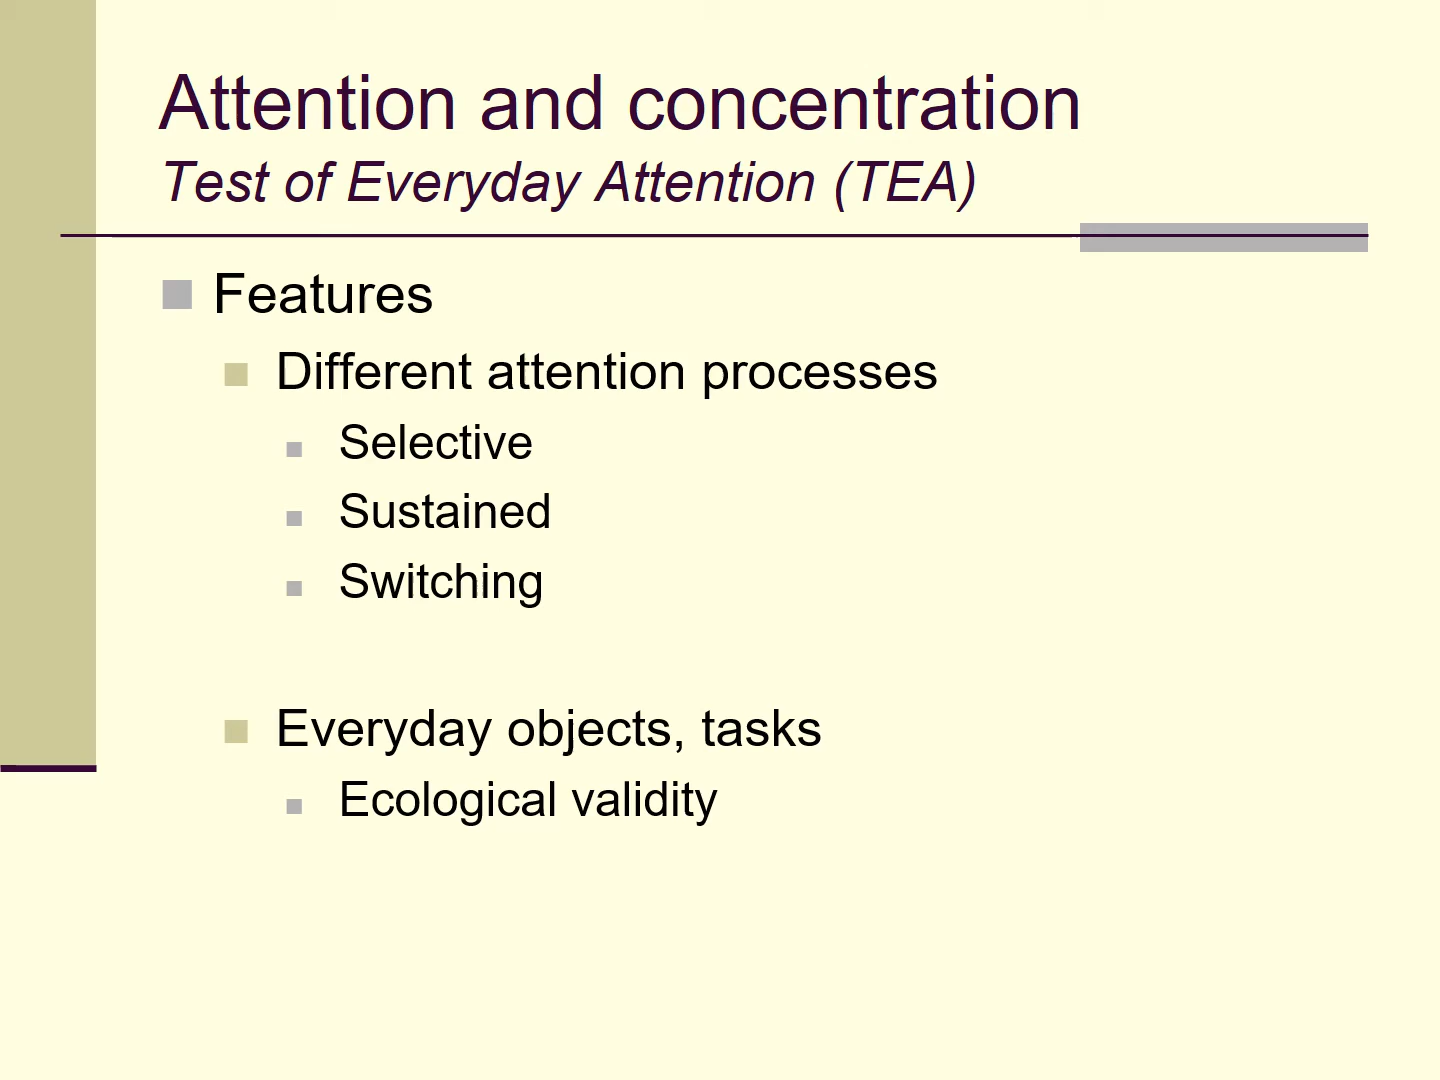 Attention and concentration
Test of Everyday Attention (TEA)
Features
Different attention processes
Selective
Sustained
Switching
Everyday objects, tasks
Ecological validity